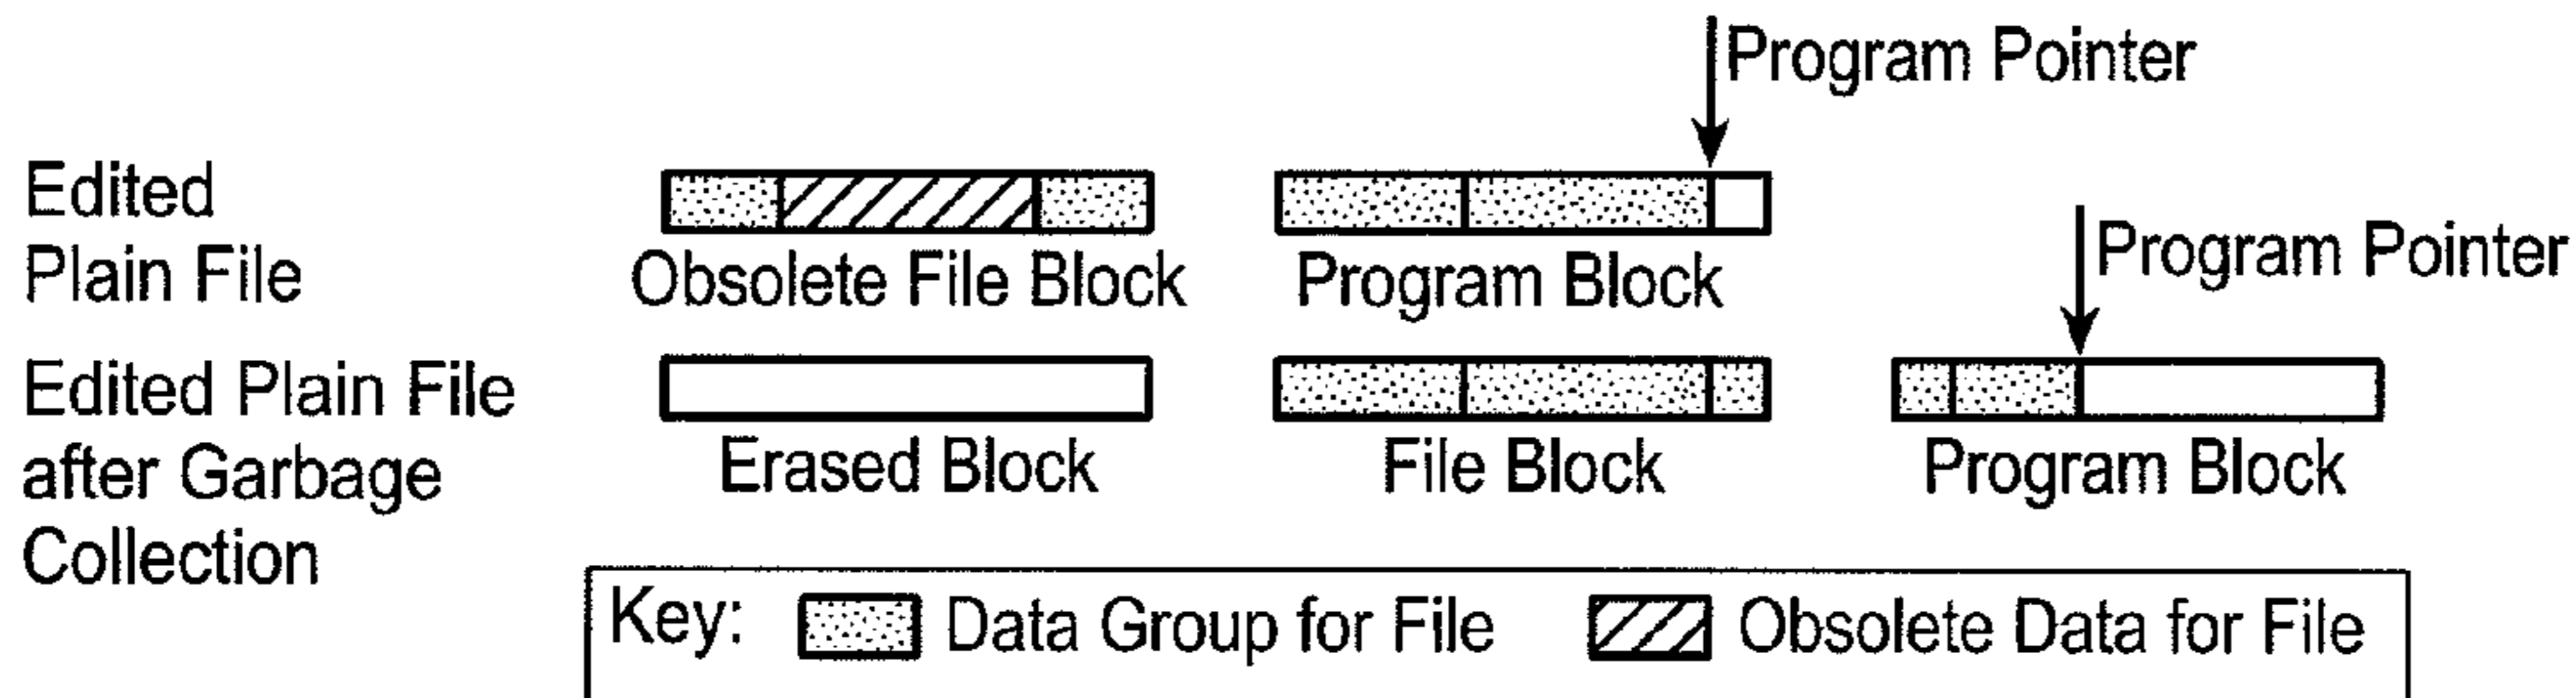 Program Pointer
Edited
Plain File
Obsolete File Block
Program Block
Program Pointer
Edited Plain File
after Garbage
Collection
Erased Block
File Block
Program Block
Key:
Data Group for File
Obsolete Data for File